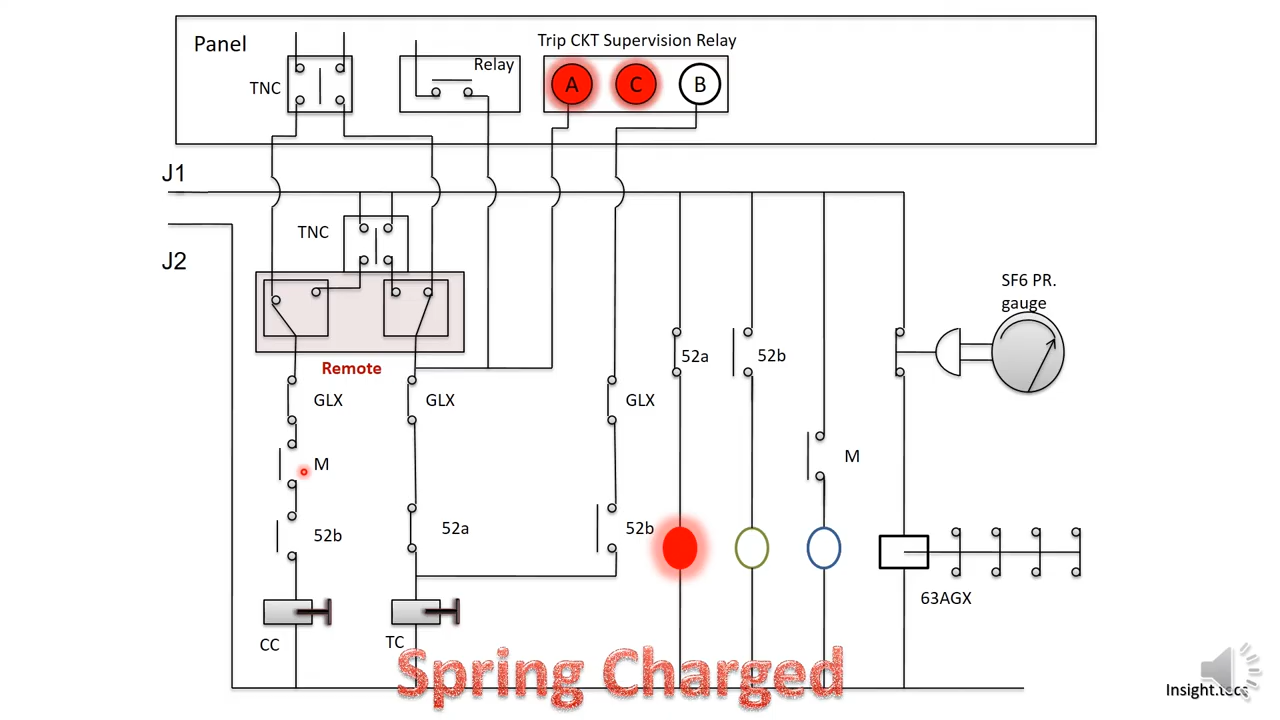 Trip CKT Supervision Relay
Panel
Relay
TNC
A
C
B
J1
TNC
J2
SF6 PR.
gauge
52a
52b
Remote
GLX
GLX
GLX
M
M
52b
52a
52b
63AGX
CC
TC
Spring Charged